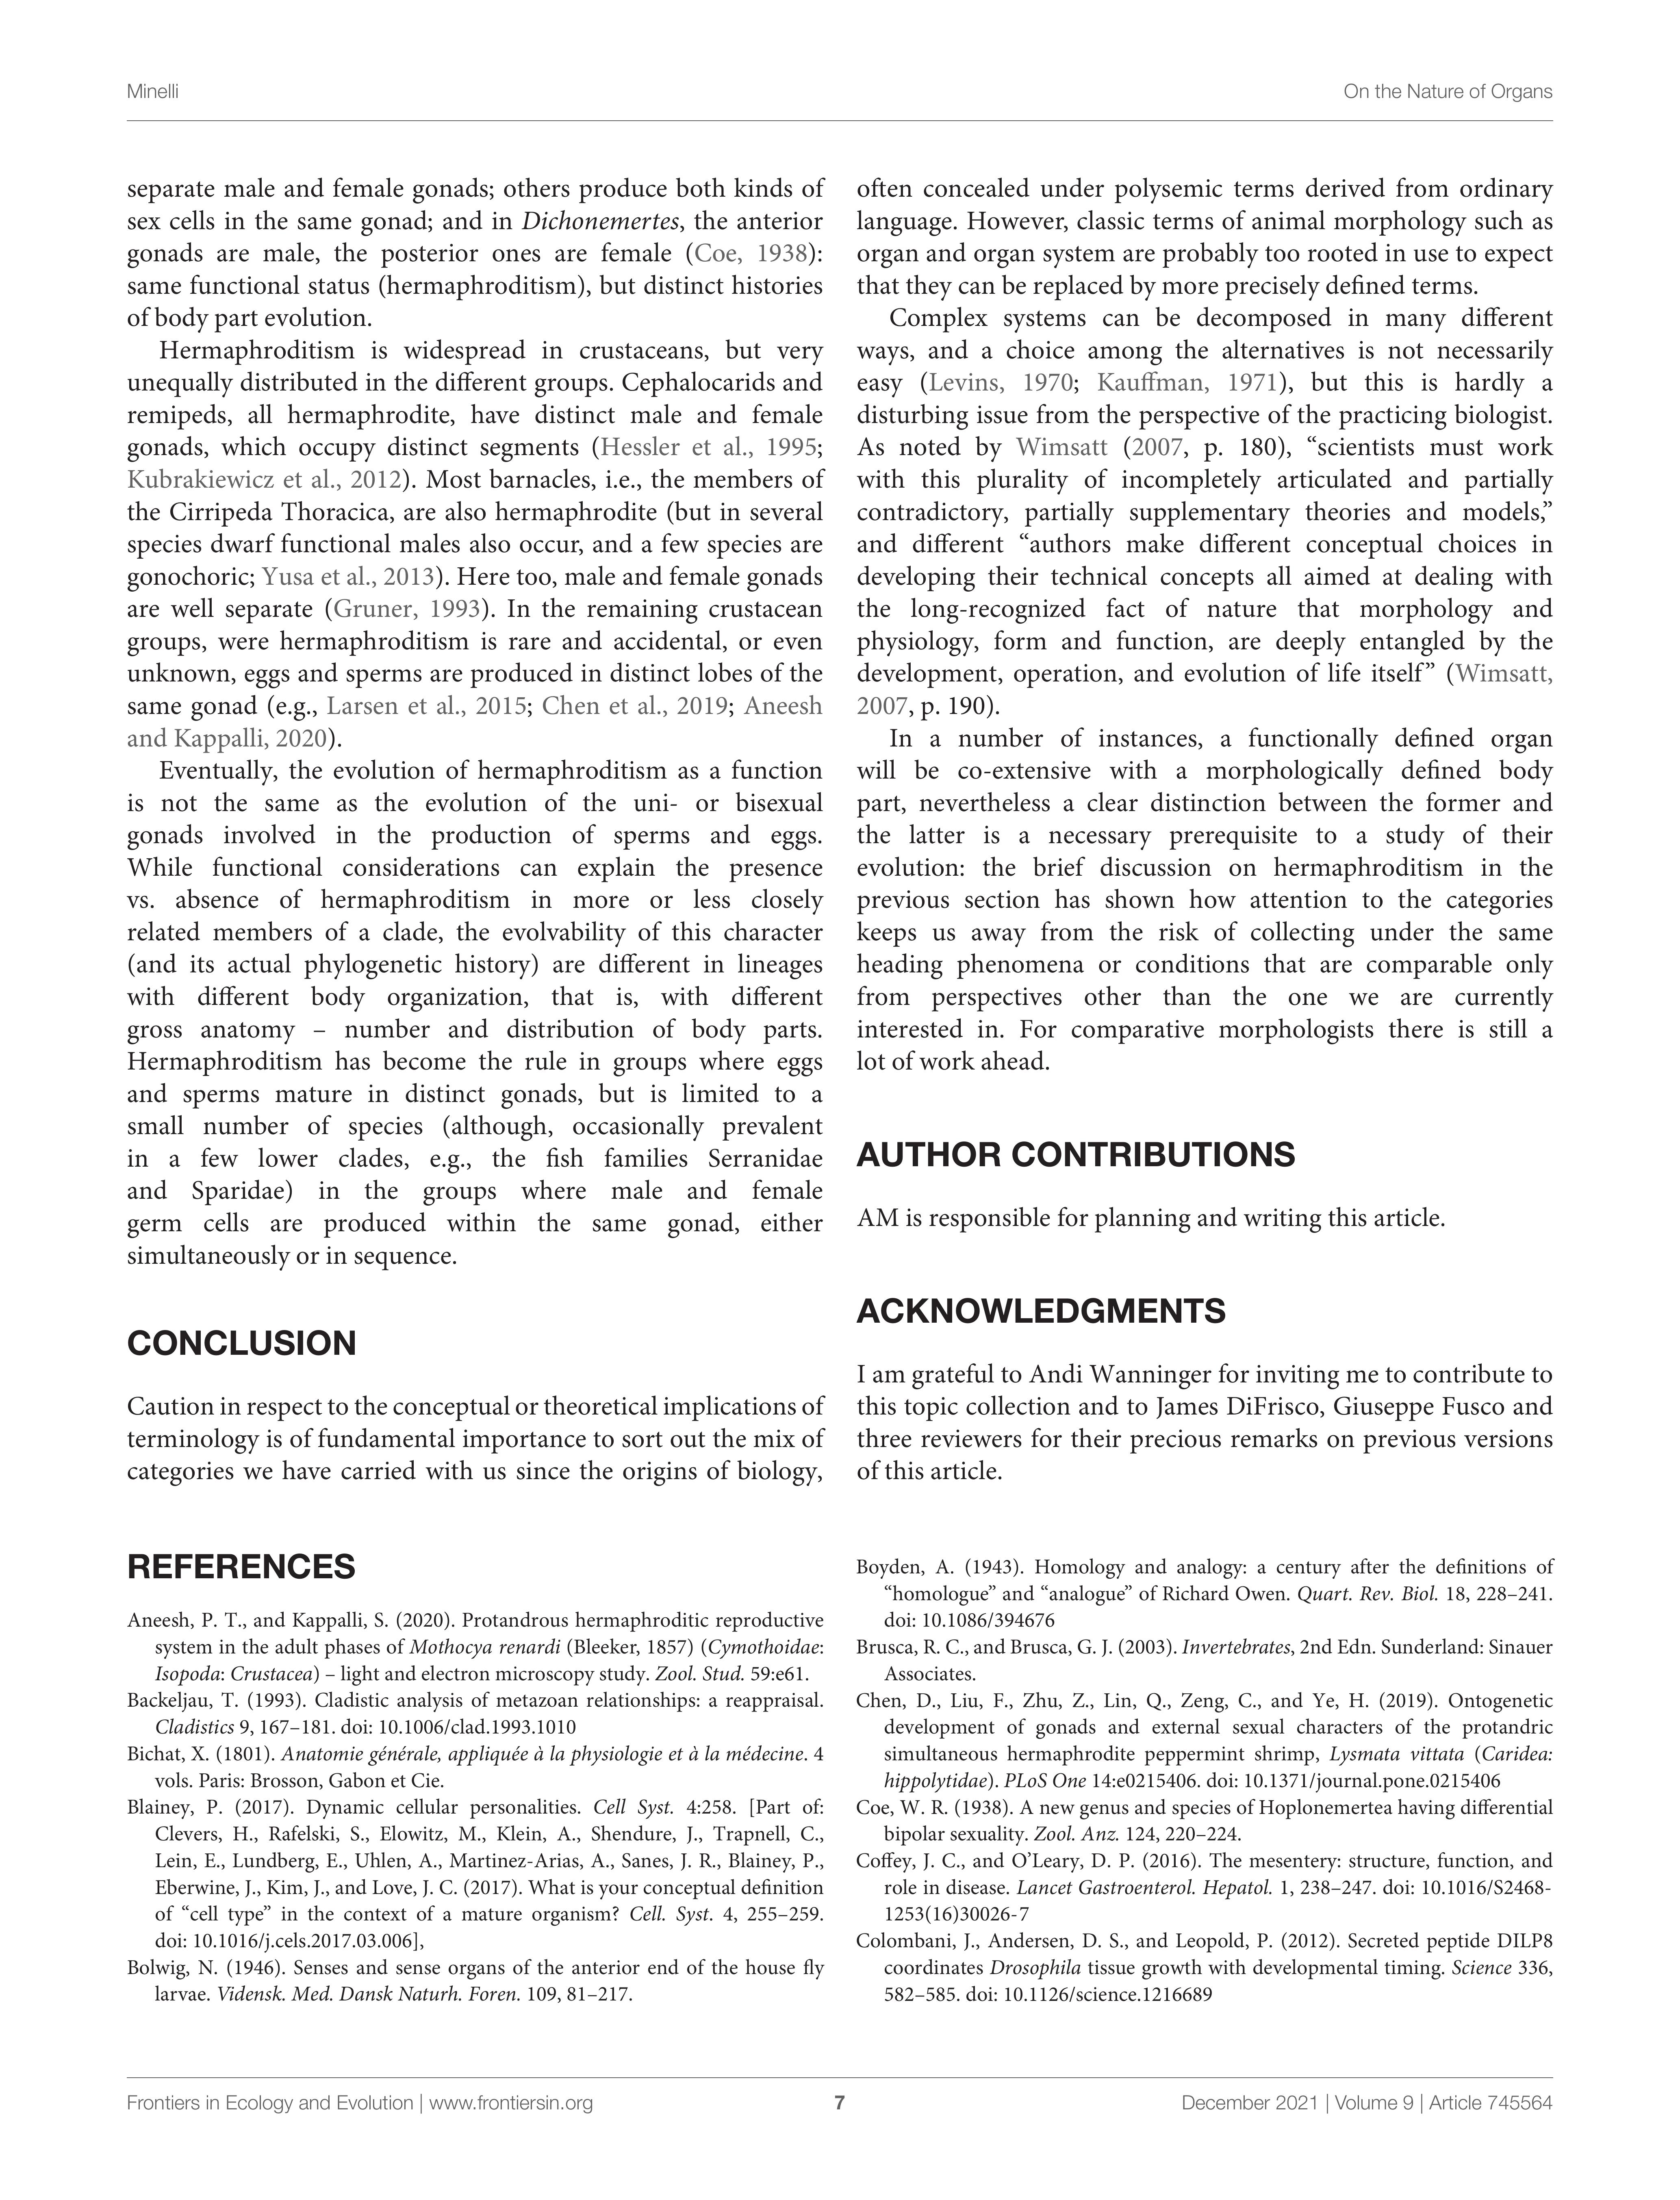 Minelli
On the Nature of Organs
separate male and female gonads; others produce both kinds of
sex cells in the same gonad; and in Dichonemertes, the anterior
gonads are male, the posterior ones are female (Coe, 1938):
same functional status (hermaphroditism), but distinct histories
of body part evolution.
Hermaphroditism is widespread in crustaceans, but very
unequally distributed in the different groups. Cephalocarids and
remipeds, all hermaphrodite, have distinct male and female
gonads, which occupy distinct segments (Hessler et al., 1995;
Kubrakiewicz et al., 2012). Most barnacles, i.e., the members of
the Cirripeda Thoracica, are also hermaphrodite (but in several
species dwarf functional males also occur, and a few species are
gonochoric; Yusa et al., 2013). Here too, male and female gonads
are well separate (Gruner, 1993). In the remaining crustacean
groups, were hermaphroditism is rare and accidental, or even
unknown, eggs and sperms are produced in distinct lobes of the
same gonad (e.g., Larsen et al., 2015; Chen et al., 2019; Aneesh
and Kappalli, 2020).
Eventually, the evolution of hermaphroditism as a function
is not the same as the evolution of the uni- or bisexual
gonads involved in the production of sperms and eggs.
While functional considerations can explain the presence
vs. absence of hermaphroditism in more or less closely
related members of a clade, the evolvability of this character
(and its actual phylogenetic history) are different in lineages
with different body organization, that is, with different
gross anatomy – number and distribution of body parts.
Hermaphroditism has become the rule in groups where eggs
and sperms mature in distinct gonads, but is limited to a
small number of species (although, occasionally prevalent
in a few lower clades, e.g., the fish families Serranidae
and Sparidae) in the groups where male and female
germ cells are produced within the same gonad, either
simultaneously or in sequence.
CONCLUSION
Caution in respect to the conceptual or theoretical implications of
terminology is of fundamental importance to sort out the mix of
categories we have carried with us since the origins of biology,
often concealed under polysemic terms derived from ordinary
language. However, classic terms of animal morphology such as
organ and organ system are probably too rooted in use to expect
that they can be replaced by more precisely defined terms.
Complex systems can be decomposed in many different
ways, and a choice among the alternatives is not necessarily
easy (Levins, 1970; Kauffman, 1971), but this is hardly a
disturbing issue from the perspective of the practicing biologist.
As noted by Wimsatt (2007, p. 180), “scientists must work
with this plurality of incompletely articulated and partially
contradictory, partially supplementary theories and models,”
and different “authors make different conceptual choices in
developing their technical concepts all aimed at dealing with
the long-recognized fact of nature that morphology and
physiology, form and function, are deeply entangled by the
development, operation, and evolution of life itself” (Wimsatt,
2007, p. 190).
In a number of instances, a functionally defined organ
will be co-extensive with a morphologically defined body
part, nevertheless a clear distinction between the former and
the latter is a necessary prerequisite to a study of their
evolution: the brief discussion on hermaphroditism in the
previous section has shown how attention to the categories
keeps us away from the risk of collecting under the same
heading phenomena or conditions that are comparable only
from perspectives other than the one we are currently
interested in. For comparative morphologists there is still a
lot of work ahead.
AUTHOR CONTRIBUTIONS
AM is responsible for planning and writing this article.
ACKNOWLEDGMENTS
I am grateful to Andi Wanninger for inviting me to contribute to
this topic collection and to James DiFrisco, Giuseppe Fusco and
three reviewers for their precious remarks on previous versions
of this article.
REFERENCES
Aneesh, P. T., and Kappalli, S. (2020). Protandrous hermaphroditic reproductive
system in the adult phases of Mothocya renardi (Bleeker, 1857) (Cymothoidae:
Isopoda: Crustacea) – light and electron microscopy study. Zool. Stud. 59:e61.
Backeljau, T. (1993). Cladistic analysis of metazoan relationships: a reappraisal.
Cladistics 9, 167–181. doi: 10.1006/clad.1993.1010
Bichat, X. (1801). Anatomie générale, appliquée à la physiologie et à la médecine. 4
vols. Paris: Brosson, Gabon et Cie.
Blainey, P. (2017). Dynamic cellular personalities. Cell Syst. 4:258. [Part of:
Clevers, H., Rafelski, S., Elowitz, M., Klein, A., Shendure, J., Trapnell, C.,
Lein, E., Lundberg, E., Uhlen, A., Martinez-Arias, A., Sanes, J. R., Blainey, P.,
Eberwine, J., Kim, J., and Love, J. C. (2017). What is your conceptual definition
of “cell type” in the context of a mature organism? Cell. Syst. 4, 255–259.
doi: 10.1016/j.cels.2017.03.006],
Bolwig, N. (1946). Senses and sense organs of the anterior end of the house fly
larvae. Vidensk. Med. Dansk Naturh. Foren. 109, 81–217.
Boyden, A. (1943). Homology and analogy: a century after the definitions of
“homologue” and “analogue” of Richard Owen. Quart. Rev. Biol. 18, 228–241.
doi: 10.1086/394676
Brusca, R. C., and Brusca, G. J. (2003). Invertebrates, 2nd Edn. Sunderland: Sinauer
Associates.
Chen, D., Liu, F., Zhu, Z., Lin, Q., Zeng, C., and Ye, H. (2019). Ontogenetic
development of gonads and external sexual characters of the protandric
simultaneous hermaphrodite peppermint shrimp, Lysmata vittata (Caridea:
hippolytidae). PLoS One 14:e0215406. doi: 10.1371/journal.pone.0215406
Coe, W. R. (1938). A new genus and species of Hoplonemertea having differential
bipolar sexuality. Zool. Anz. 124, 220–224.
Coffey, J. C., and O’Leary, D. P. (2016). The mesentery: structure, function, and
role in disease. Lancet Gastroenterol. Hepatol. 1, 238–247. doi: 10.1016/S2468-
1253(16)30026-7
Colombani, J., Andersen, D. S., and Leopold, P. (2012). Secreted peptide DILP8
coordinates Drosophila tissue growth with developmental timing. Science 336,
582–585. doi: 10.1126/science.1216689
Frontiers in Ecology and Evolution | www.frontiersin.org
7
December 2021 | Volume 9 | Article 745564